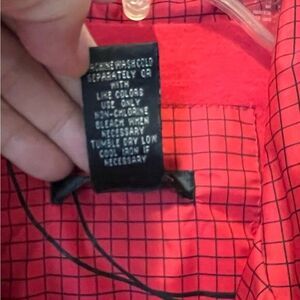 MACHINE WASH COLD
SEPARATELY OR
WITH
LIKE COLORS
USE ONLY
NON-CHLORINE
BLEACH WHEN
NECESSARY
TUMBLE DRY LOW
COOL IRON IF
NECESSARY